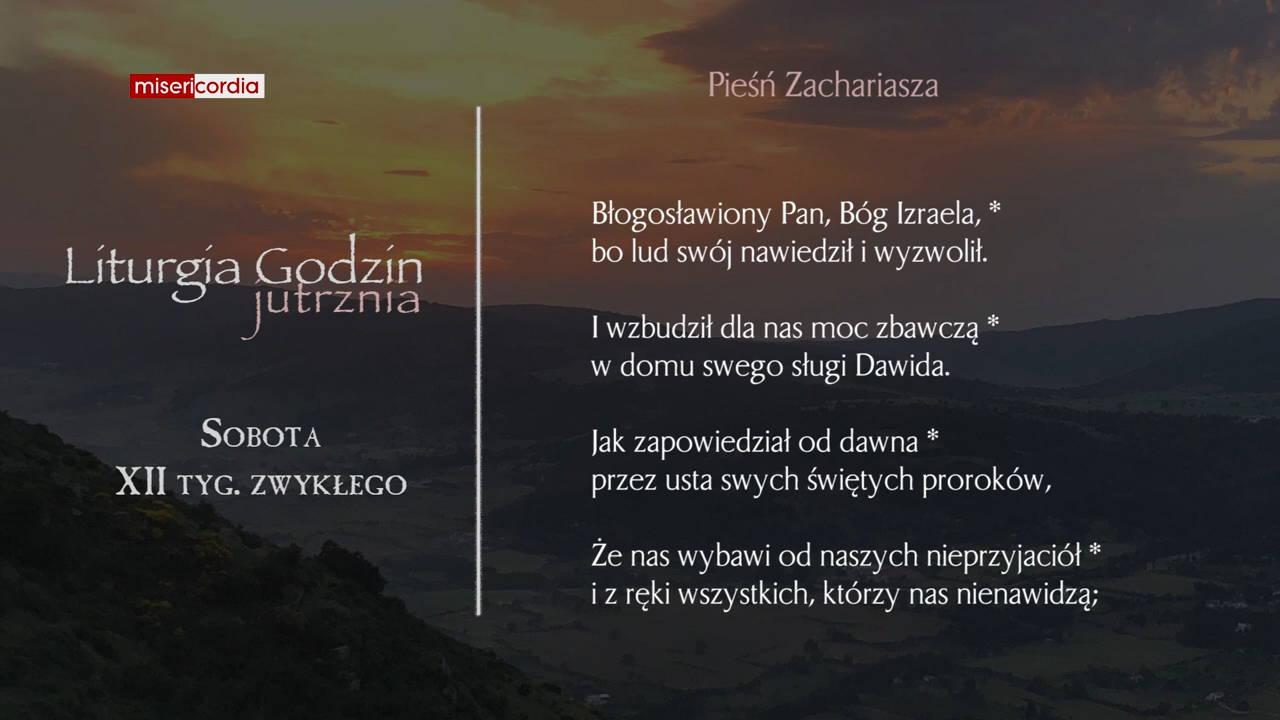 misericordia
Liturgia Godzin
jutrznia
Sobota
XII tyg. zwykłego
Pieśń Zachariasza
Błogosławiony Pan, Bóg Izraela, *
bo lud swój nawiedził i wyzwolił.
I wzbudził dla nas moc zbawczą *
w domu swego sługi Dawida.
Jak zapowiedział od dawna *
przez usta swych świętych proroków,
Że nas wybawi od naszych nieprzyjaciół *
i z ręki wszystkich, którzy nas nienawidzą;